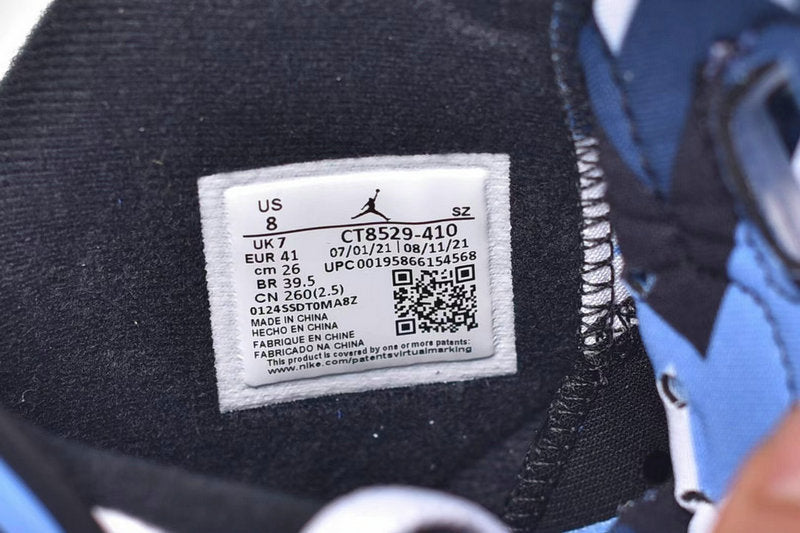 US
8
SZ
UK 7
EUR 41
cm 26
BR 39.5
CN 260(2.5)
CT8529-410
07/01/21 | 08/11/21
UPC00195866154568
0124SSDT0MA8Z
MADE IN CHINA
HECHO EN CHINA
FABRIQUE EN CHINE
FABRICADO NA CHINA
This product is covered by one or more patents:
www.nike.com/patentsvirtualmarking